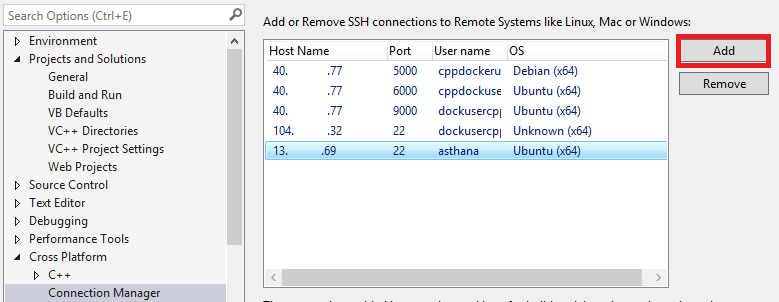 Search Options (Ctrl+E)
Environment
Projects and Solutions
General
Build and Run
VB Defaults
VC++ Directories
VC++ Project Settings
Web Projects
Source Control
Text Editor
Debugging
Performance Tools
Cross Platform
C++
Connection Manager
Add or Remove SSH connections to Remote Systems like Linux, Mac or Windows:
Host Name Port User name OS
40. .77 5000 cppdockeru Debian (x64)
40. .77 6000 cppdockuse Ubuntu (x64)
40. .77 9000 dockusercpp Ubuntu (x64)
104. .32 22 dockusercpp Unknown (x64)
13. .69 22 asthana Ubuntu (x64)
Add
Remove